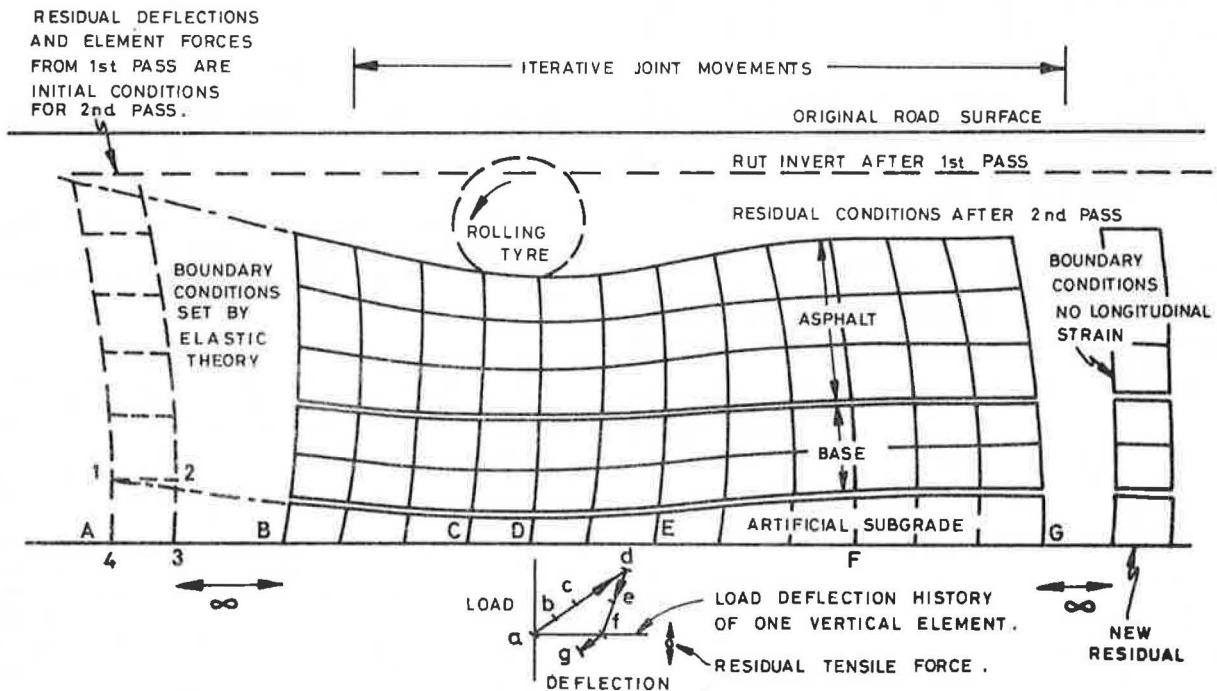 RESIDUAL DEFLECTIONS
AND ELEMENT FORCES
FROM 1st PASS ARE
INITIAL CONDITIONS
FOR 2nd PASS.
ITERATIVE JOINT MOVEMENTS
ORIGINAL ROAD SURFACE
RUT INVERT AFTER 1st PASS
ROLLING
TYRE
RESIDUAL CONDITIONS AFTER 2nd PASS
BOUNDARY
CONDITIONS
SET BY
ELASTIC
THEORY
ASPHALT
BOUNDARY
CONDITIONS
NO LONGITUDINAL
STRAIN
BASE
1
2
A
B
C
D
E
ARTIFICIAL SUBGRADE
G
4
3
F
∞
∞
LOAD
a
b
c
d
e
f
g
DEFLECTION
LOAD DEFLECTION HISTORY
OF ONE VERTICAL ELEMENT.
RESIDUAL TENSILE FORCE.
NEW
RESIDUAL